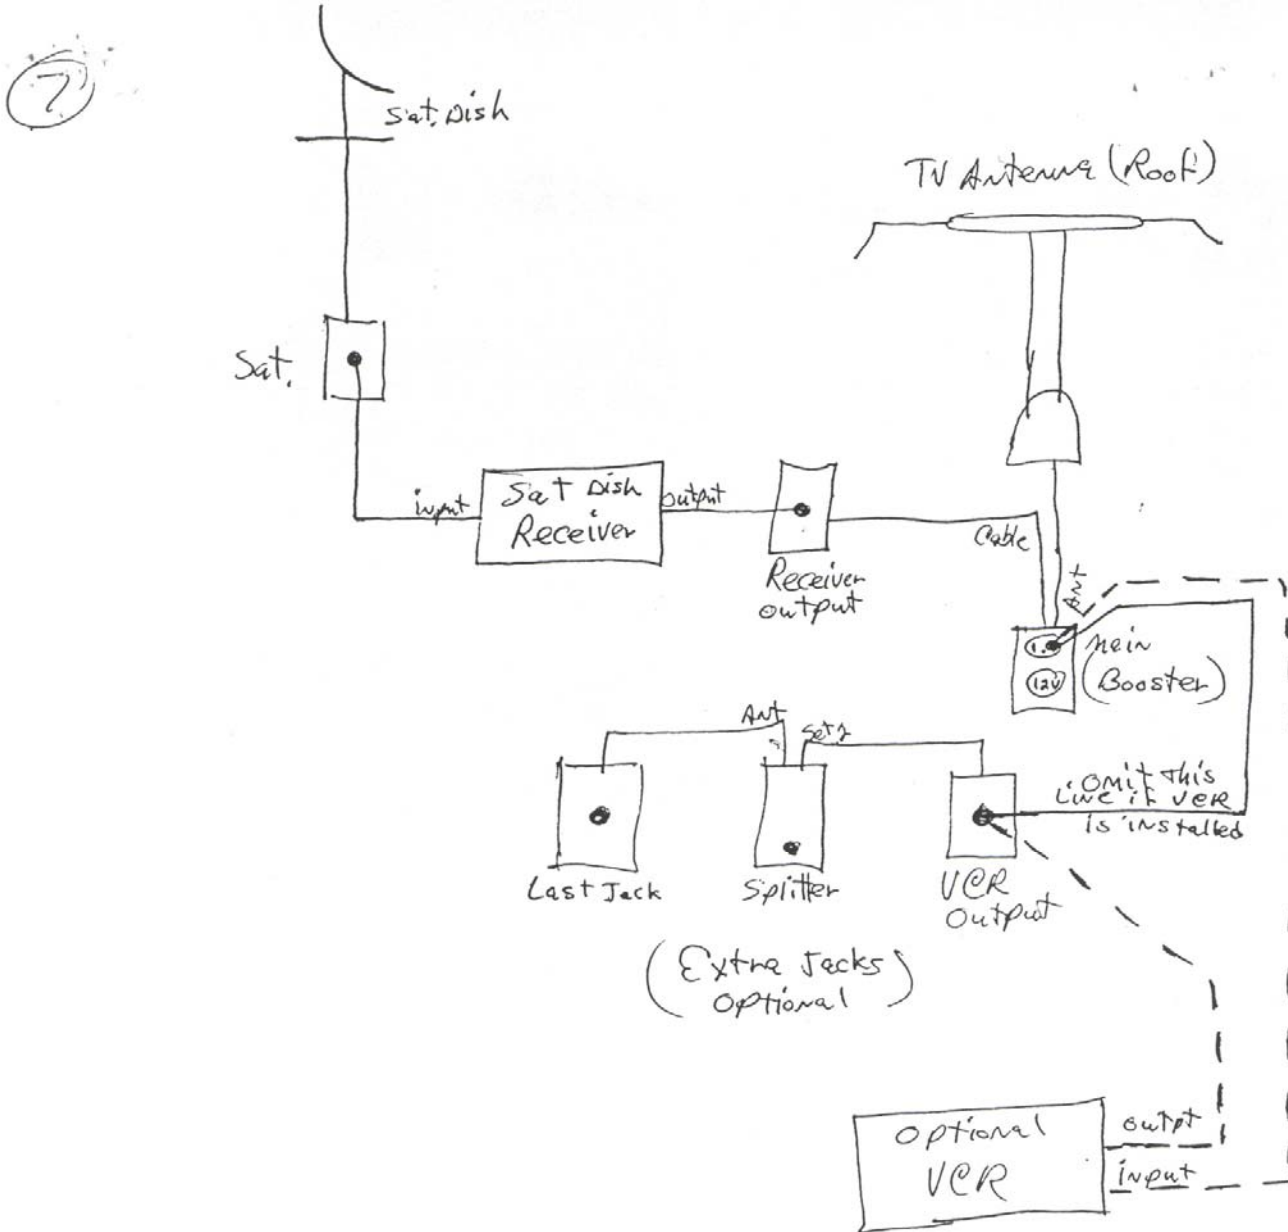 7
Sat. Dish
TV Antenna (Roof)
Sat.
input
Sat Dish
Receiver
output
Receiver
output
Cable
Ant
1.
12V
Main
(Booster)
Ant
Set 2
Omit this
Line if VCR
is installed
Last Jack
Splitter
VCR
Output
(Extra Jacks
Optional)
Optional
VCR
outpt
input